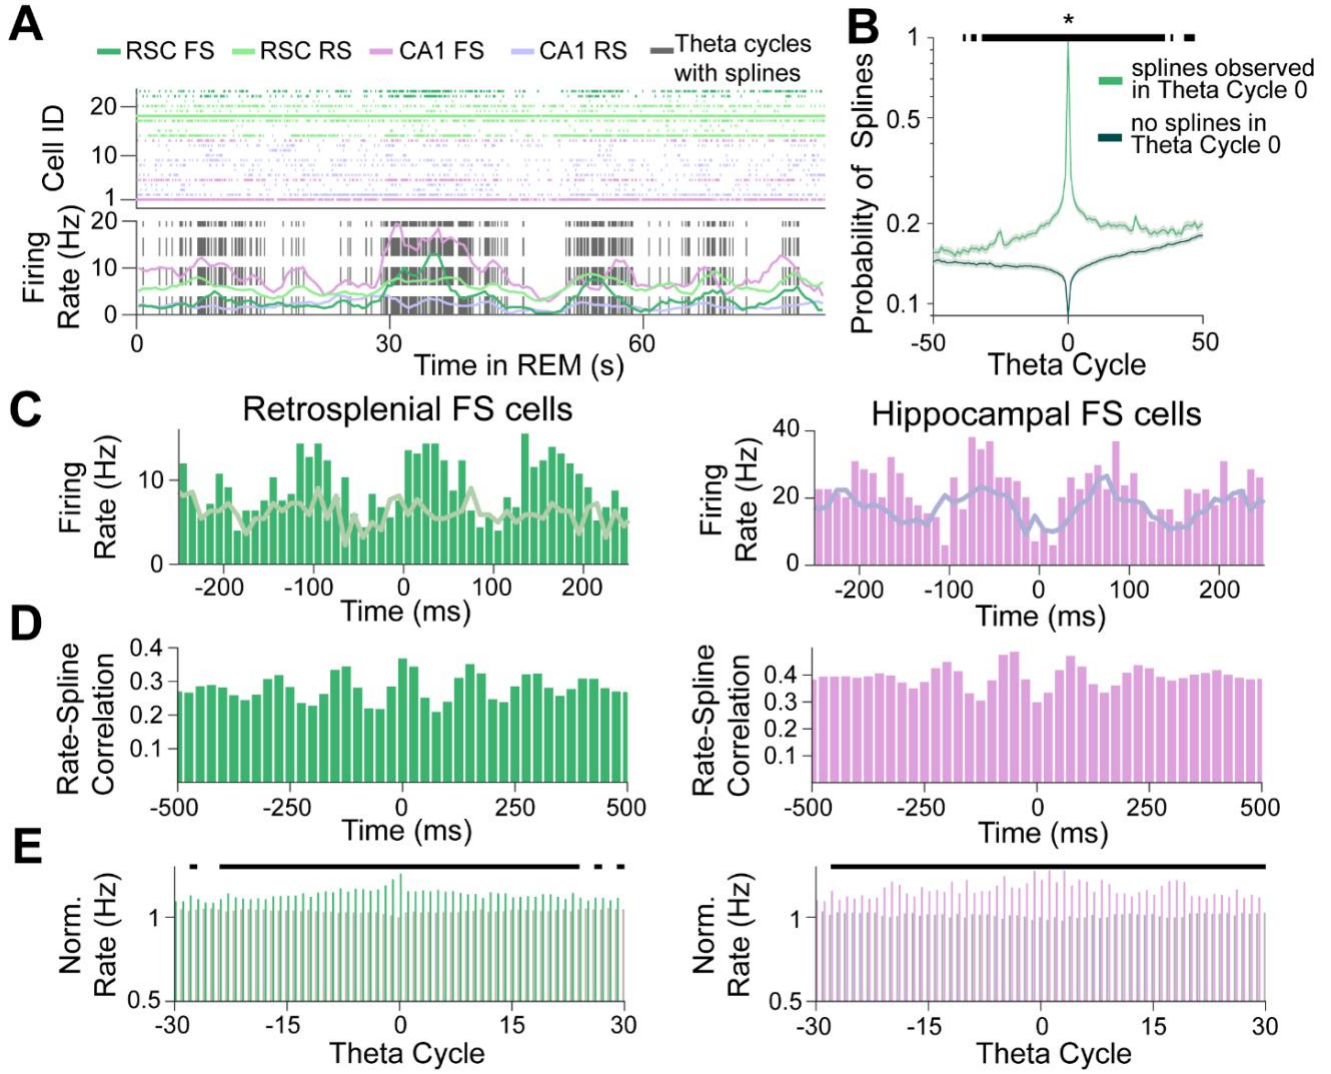 A
RSC FS
RSC RS
CA1 FS
CA1 RS
Theta cycles
with splines
Cell ID
20
10
1
Firing
Rate (Hz)
20
10
0
0
30
60
Time in REM (s)
B
*
Probability of Splines
1
0.5
0.2
0.1
splines observed
in Theta Cycle 0
no splines in
Theta Cycle 0
-50
0
50
Theta Cycle
C
Retrosplenial FS cells
Firing
Rate (Hz)
10
0
-200
-100
0
100
200
Time (ms)
Hippocampal FS cells
Firing
Rate (Hz)
40
20
0
-200
-100
0
100
200
Time (ms)
D
Rate-Spline
Correlation
0.4
0.3
0.2
0.1
-500
-250
0
250
500
Time (ms)
Rate-Spline
Correlation
0.4
0.3
0.2
0.1
-500
-250
0
250
500
Time (ms)
E
Norm.
Rate (Hz)
1
0.5
-30
-15
0
15
30
Theta Cycle
Norm.
Rate (Hz)
1
0.5
-30
-15
0
15
30
Theta Cycle